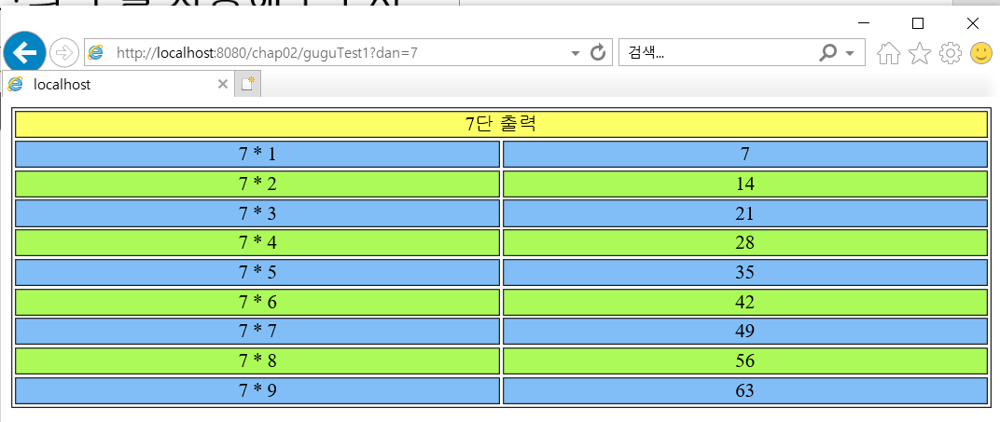 http://localhost:8080/chap02/guguTest1?dan=7
검색...
localhost
7단 출력
7 * 1 7
7 * 2 14
7 * 3 21
7 * 4 28
7 * 5 35
7 * 6 42
7 * 7 49
7 * 8 56
7 * 9 63